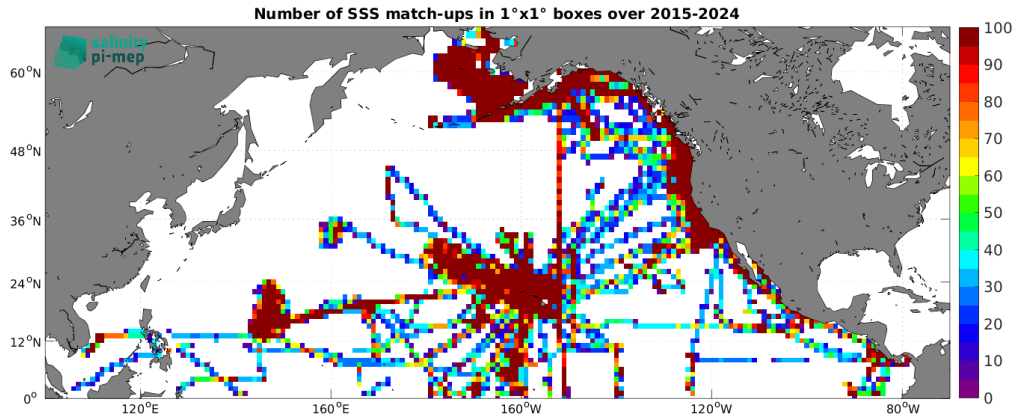 Number of SSS match-ups in 1°x1° boxes over 2015-2024
salinity
pi-mep
60°N
48°N
36°N
24°N
12°N
0°
120°E
160°E
160°W
120°W
80°W
100
90
80
70
60
50
40
30
20
10
0